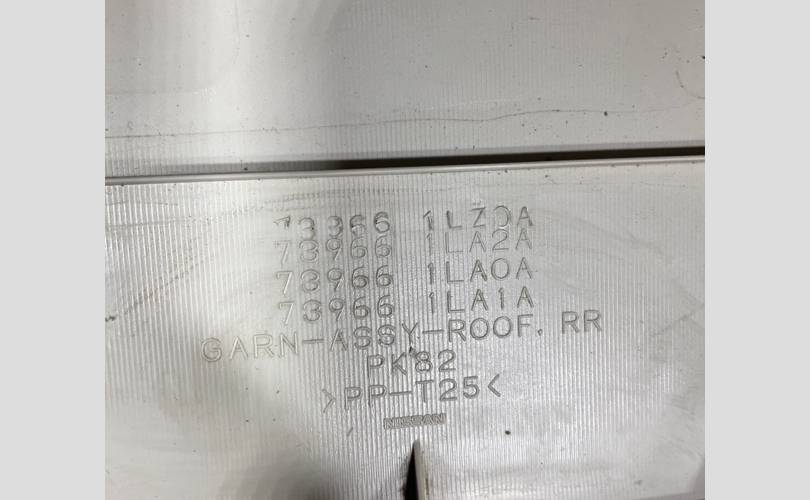 73966 1LZ0A
73966 1LA2A
73966 1LA0A
73966 1LA1A
GARN-ASSY-ROOF. RR
PK82
>PP-T25<
NISSAN